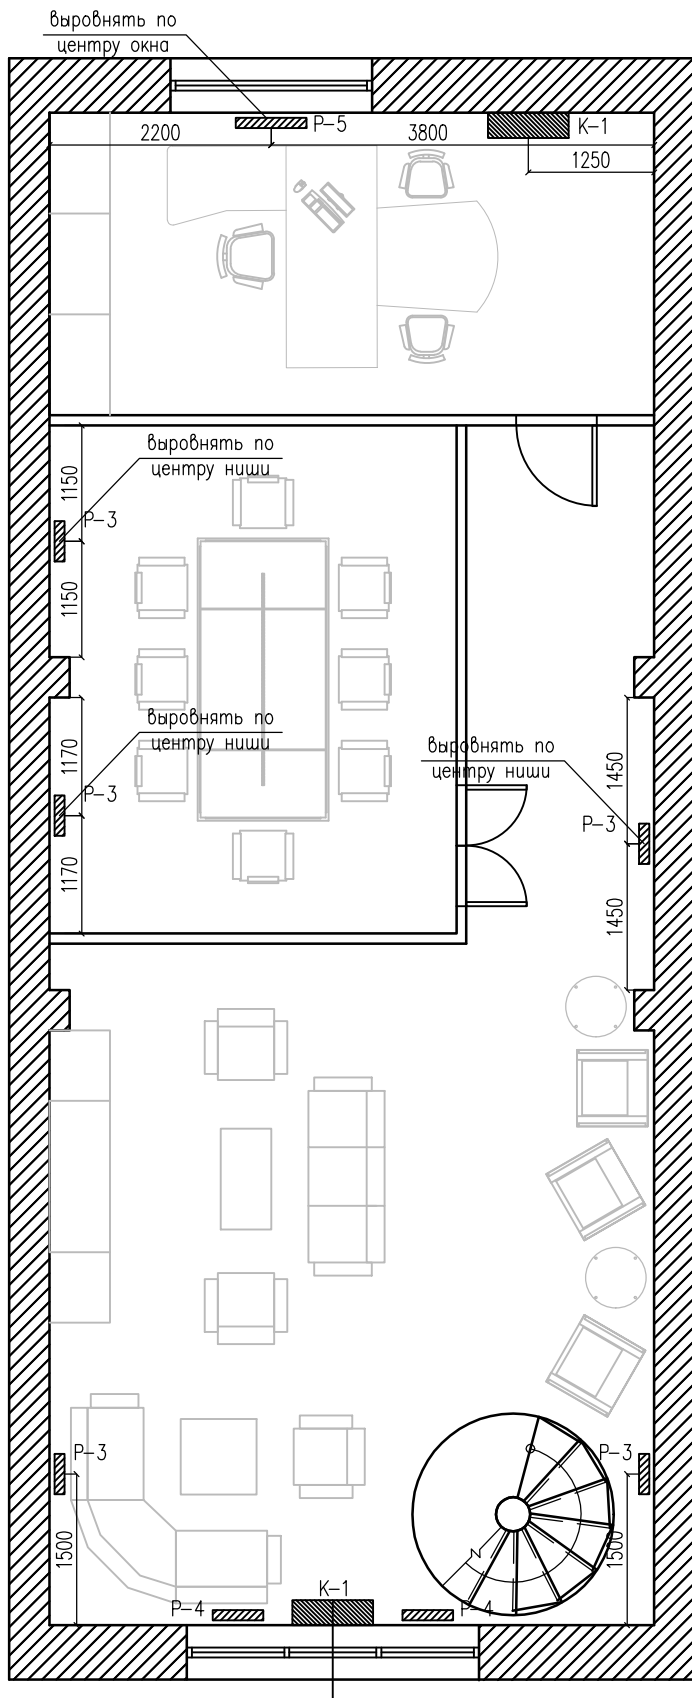 выровнять по
центру окна
Р-5
К-1
2200
3800
1250
выровнять по
центру ниши
1150
Р-3
1150
выровнять по
центру ниши
1170
Р-3
1170
выровнять по
центру ниши
1450
Р-3
1450
Р-3
Р-3
1500
1500
К-1
Р-4
Р-4